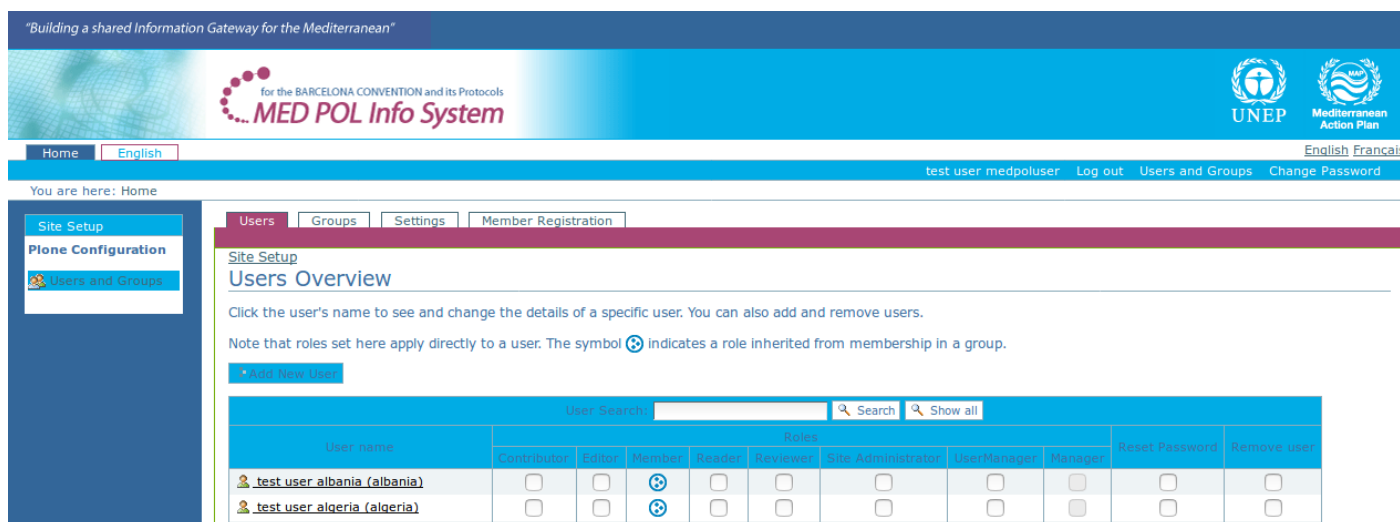 "Building a shared Information Gateway for the Mediterranean"
for the BARCELONA CONVENTION and its Protocols
MED POL Info System
UNEP
MAP
Mediterranean
Action Plan
Home English
English Français
test user medpoluser Log out Users and Groups Change Password
You are here: Home
Site Setup
Plone Configuration
Users and Groups
Users Groups Settings Member Registration
Site Setup
Users Overview
Click the user's name to see and change the details of a specific user. You can also add and remove users.
Note that roles set here apply directly to a user. The symbol indicates a role inherited from membership in a group.
Add New User
User Search: Search Show all
User name Roles Reset Password Remove user
Contributor Editor Member Reader Reviewer Site Administrator UserManager Manager
test user albania (albania)
test user algeria (algeria)